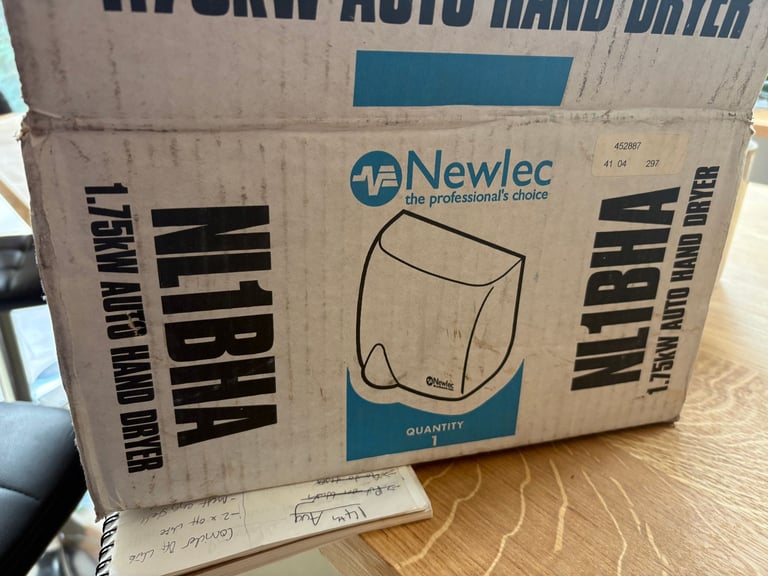 1.75KW AUTO HAND DRYER
Newlec
the professional's choice
452887
41 04 297
NL1BHA
1.75KW AUTO HAND DRYER
NL1BHA
1.75KW AUTO HAND DRYER
Newlec
QUANTITY
1
14th Aug